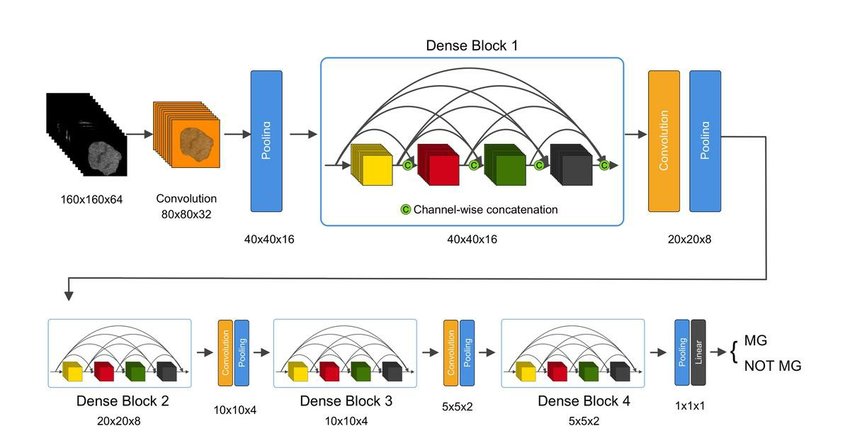 Dense Block 1
160x160x64
Convolution
80x80x32
Pooling
40x40x16
C
C
C
C
C Channel-wise concatenation
40x40x16
Convolution
Pooling
20x20x8
Dense Block 2
20x20x8
Convolution
Pooling
10x10x4
Dense Block 3
10x10x4
Convolution
Pooling
5x5x2
Dense Block 4
5x5x2
Pooling
Linear
1x1x1
MG
NOT MG